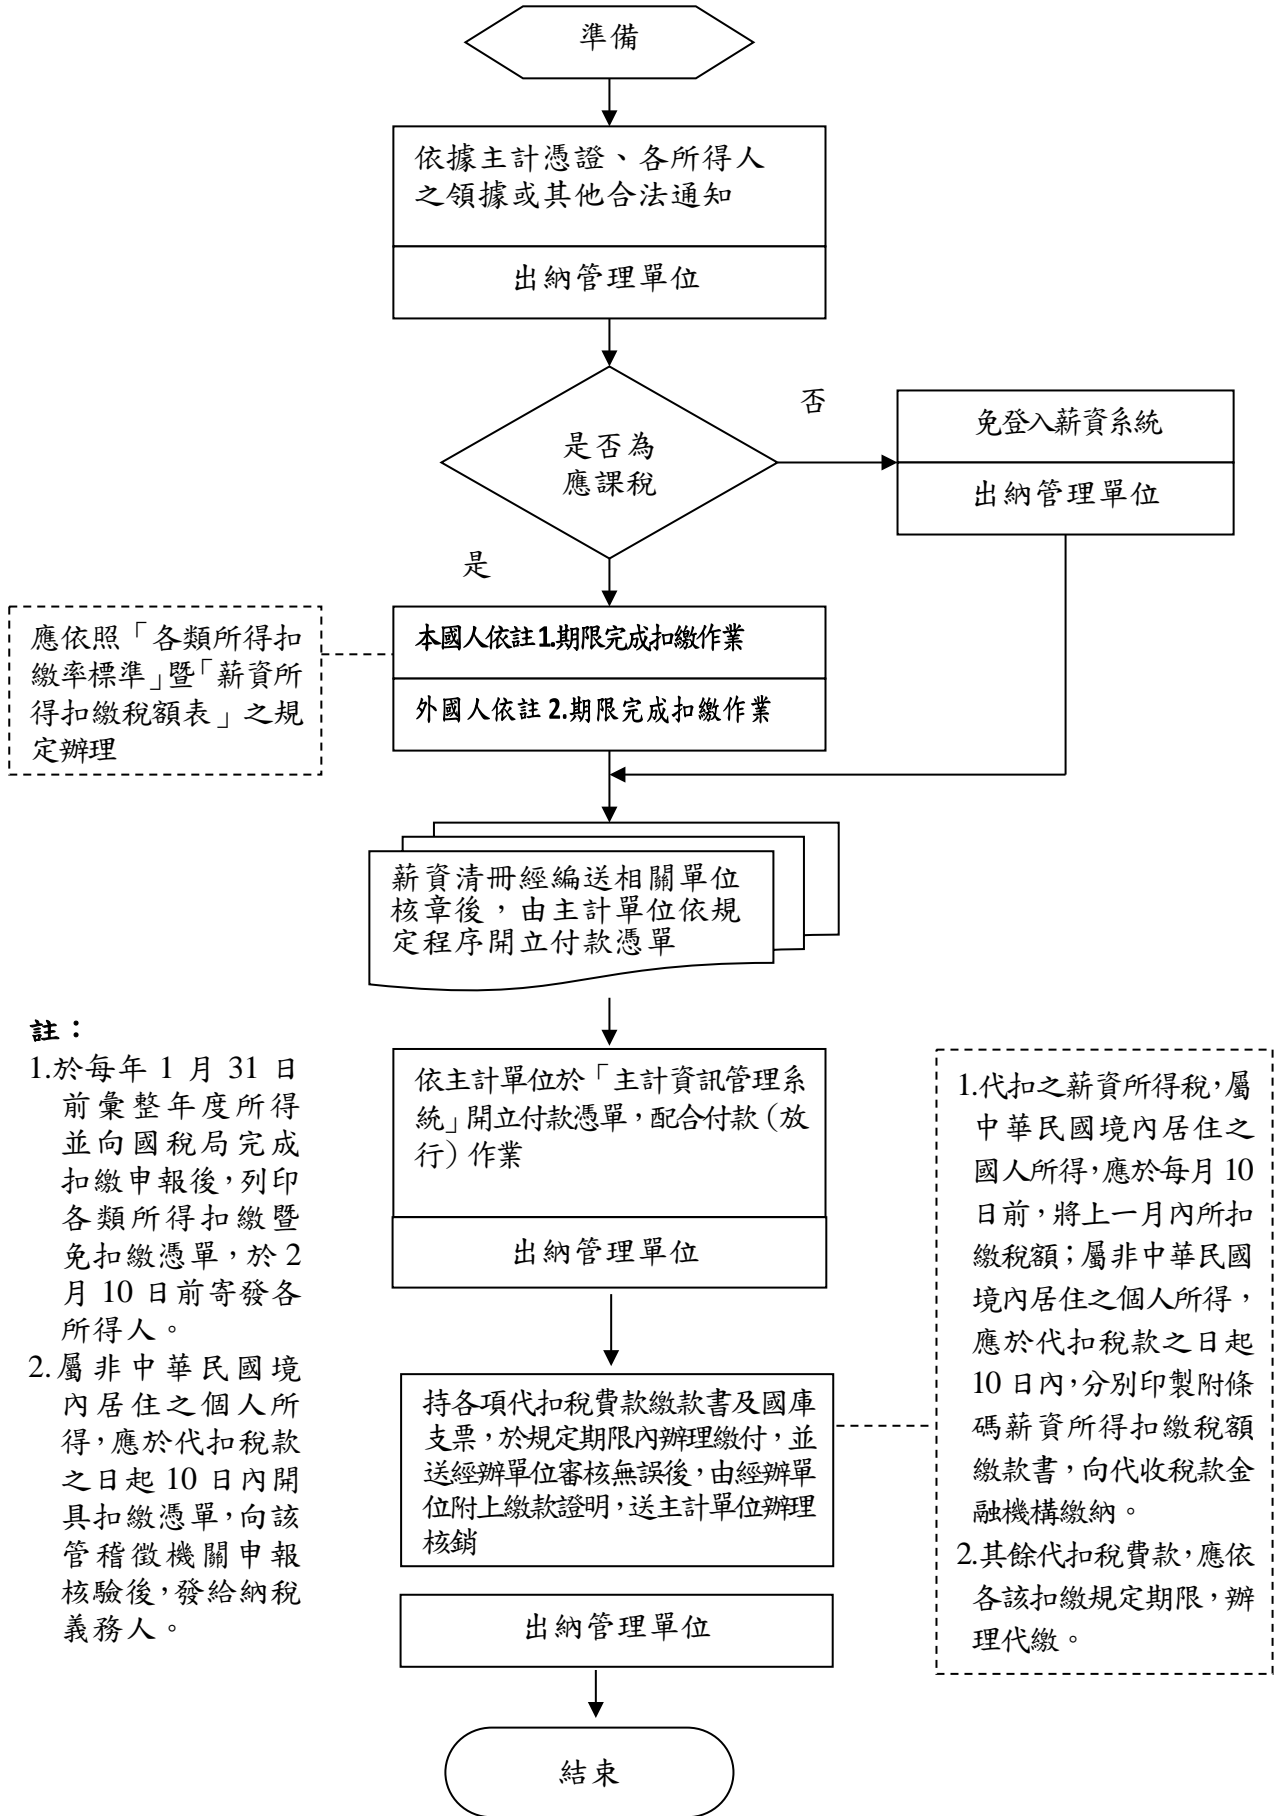 準備
依據主計憑證、各所得人
之領據或其他合法通知
出納管理單位
是否為
應課稅
否
免登入薪資系統
出納管理單位
是
應依照「各類所得扣
繳率標準」暨「薪資所
得扣繳稅額表」之規
定辦理
本國人依註1.期限完成扣繳作業
外國人依註 2.期限完成扣繳作業
薪資清冊經編送相關單位
核章後，由主計單位依規
定程序開立付款憑單
註：
1.於每年 1 月 31 日
前彙整年度所得
並向國稅局完成
扣繳申報後，列印
各類所得扣繳暨
免扣繳憑單，於 2
月 10 日前寄發各
所得人。
2.屬非中華民國境
內居住之個人所
得，應於代扣稅款
之日起 10 日內開
具扣繳憑單，向該
管稽徵機關申報
核驗後，發給納稅
義務人。
依主計單位於「主計資訊管理系
統」開立付款憑單，配合付款（放
行）作業
出納管理單位
持各項代扣稅費款繳款書及國庫
支票，於規定期限內辦理繳付，並
送經辦單位審核無誤後，由經辦單
位附上繳款證明，送主計單位辦理
核銷
出納管理單位
1.代扣之薪資所得稅，屬
中華民國境內居住之
國人所得，應於每月 10
日前，將上一月內所扣
繳稅額；屬非中華民國
境內居住之個人所得，
應於代扣稅款之日起
10 日內，分別印製附條
碼薪資所得扣繳稅額
繳款書，向代收稅款金
融機構繳納。
2.其餘代扣稅費款，應依
各該扣繳規定期限，辦
理代繳。
結束